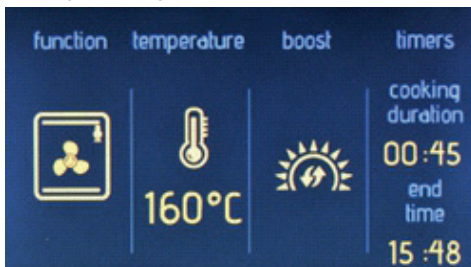 function temperature boost timers
cooking
duration
00:45
160°C
end
time
15:48